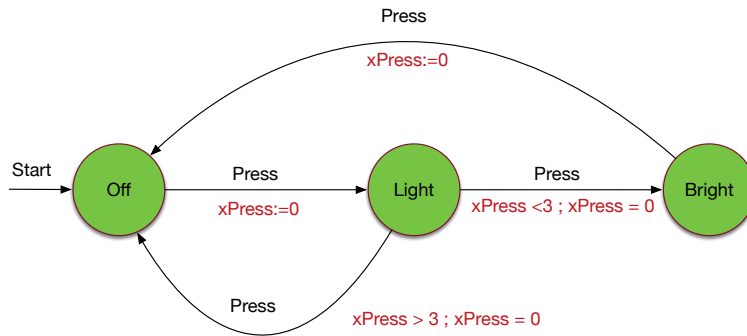 Press
xPress:=0
Start
Off
Press
xPress:=0
Light
Press
xPress <3 ; xPress = 0
Bright
Press
xPress > 3 ; xPress = 0